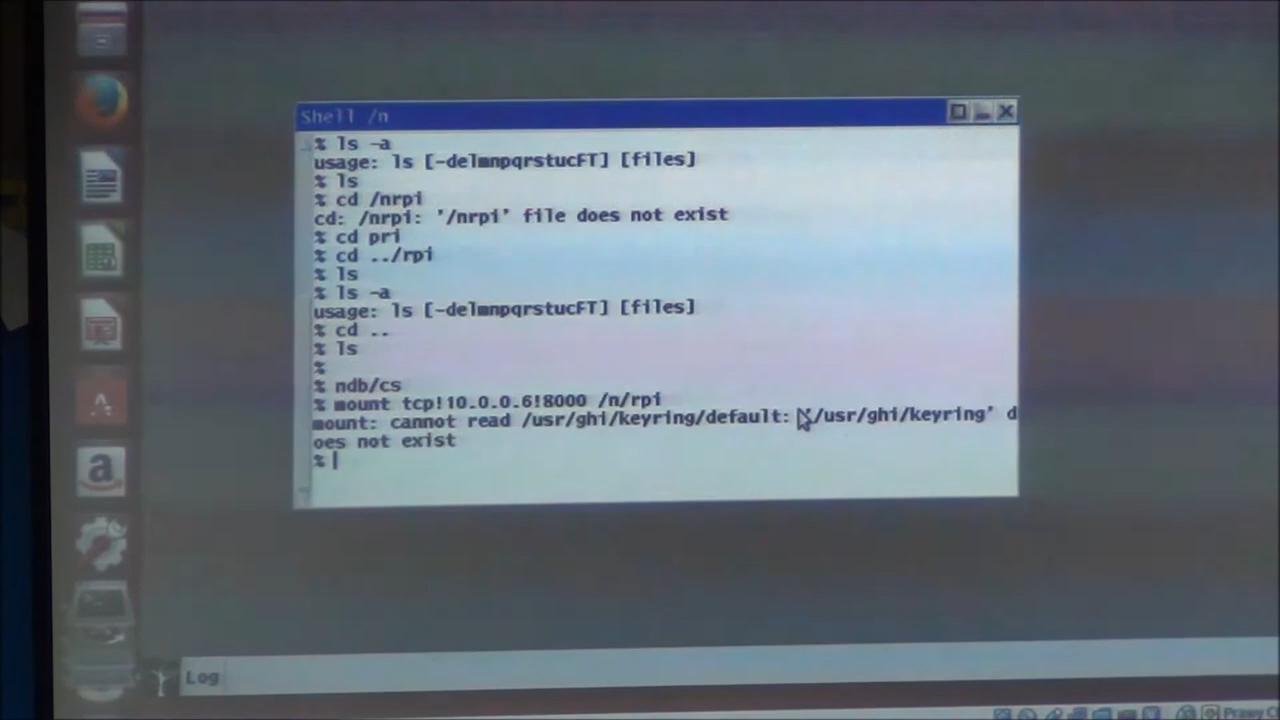 Shell /n
% ls -a
usage: ls [-delmnpqrstucFT] [files]
% ls
% cd /nrpi
cd: /nrpi: '/nrpi' file does not exist
% cd pri
% cd ../rpi
% ls
% ls -a
usage: ls [-delmnpqrstucFT] [files]
% cd ..
% ls
%
% ndb/cs
% mount tcp!10.0.0.6!8000 /n/rpi
mount: cannot read /usr/ghi/keyring/default: '/usr/ghi/keyring' d
oes not exist
%
Log